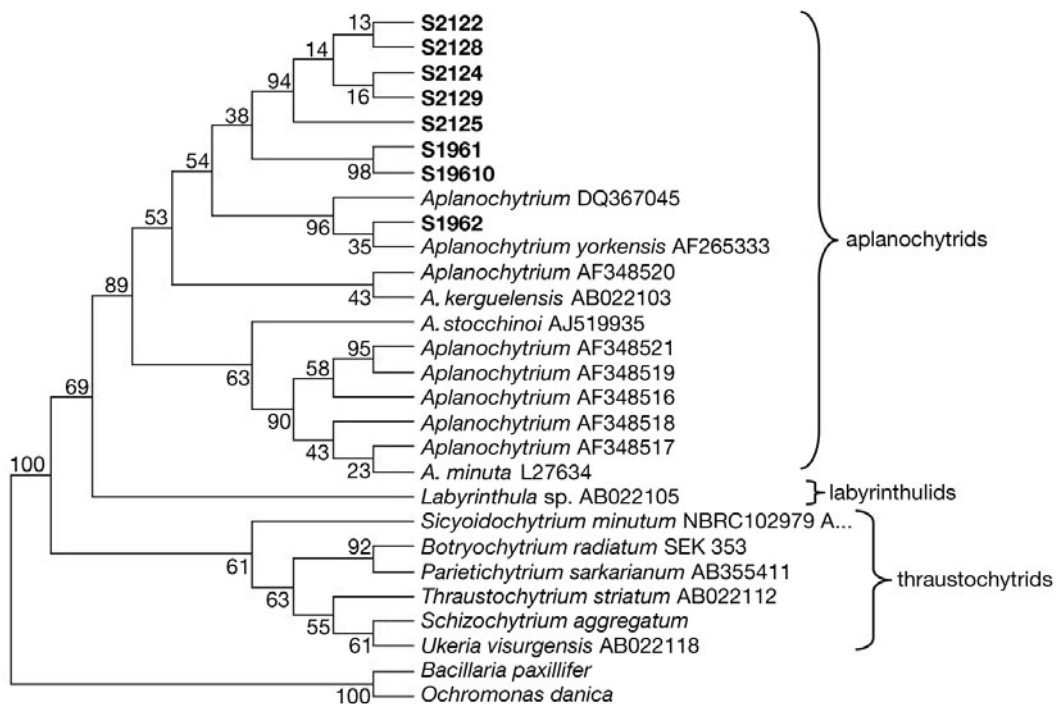 13
S2122
S2128
14
S2124
16
S2129
94
S2125
38
S1961
98
S19610
54
Aplanochytrium DQ367045
96
S1962
35
Aplanochytrium yorkensis AF265333
53
Aplanochytrium AF348520
43
A. kerguelensis AB022103
89
A. stocchinoi AJ519935
63
95
Aplanochytrium AF348521
58
Aplanochytrium AF348519
Aplanochytrium AF348516
90
Aplanochytrium AF348518
43
Aplanochytrium AF348517
23
A. minuta L27634
aplanochytrids
69
Labyrinthula sp. AB022105
labyrinthulids
100
Sicyoidochytrium minutum NBRC102979 A...
61
92
Botryochytrium radiatum SEK 353
Parietichytrium sarkarianum AB355411
63
Thraustochytrium striatum AB022112
55
Schizochytrium aggregatum
61
Ukeria visurgensis AB022118
thraustochytrids
Bacillaria paxillifer
100
Ochromonas danica